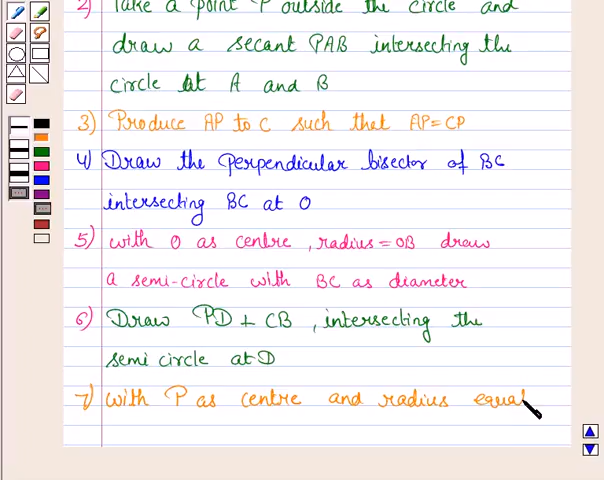 2) Take a point P outside the circle and
draw a secant PAB intersecting the
circle at A and B
3) Produce AP to C such that AP=CP
4) Draw the perpendicular bisector of BC
intersecting BC at O
5) with O as centre, radius=OB draw
a semi-circle with BC as diameter
6) Draw PD ⊥ CB, intersecting the
semi circle at D
7) with P as centre and radius equal